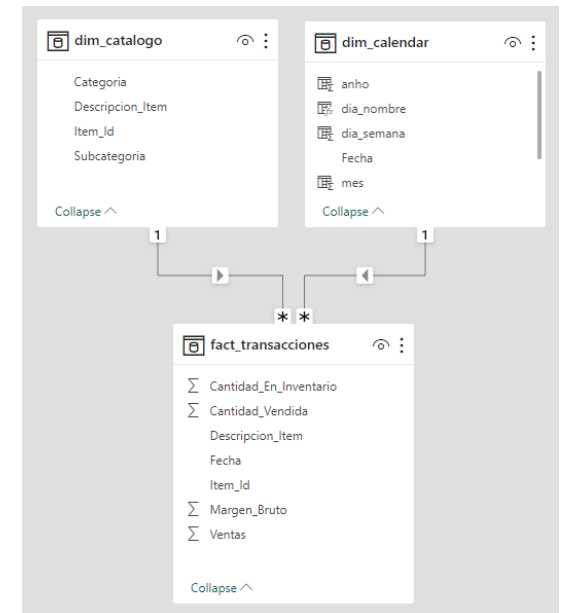 dim_catalogo
Categoria
Descripcion_Item
Item_Id
Subcategoria
Collapse
dim_calendar
anho
dia_nombre
dia_semana
Fecha
mes
Collapse
1
1
* *
fact_transacciones
Σ Cantidad_En_Inventario
Σ Cantidad_Vendida
Descripcion_Item
Fecha
Item_Id
Σ Margen_Bruto
Σ Ventas
Collapse